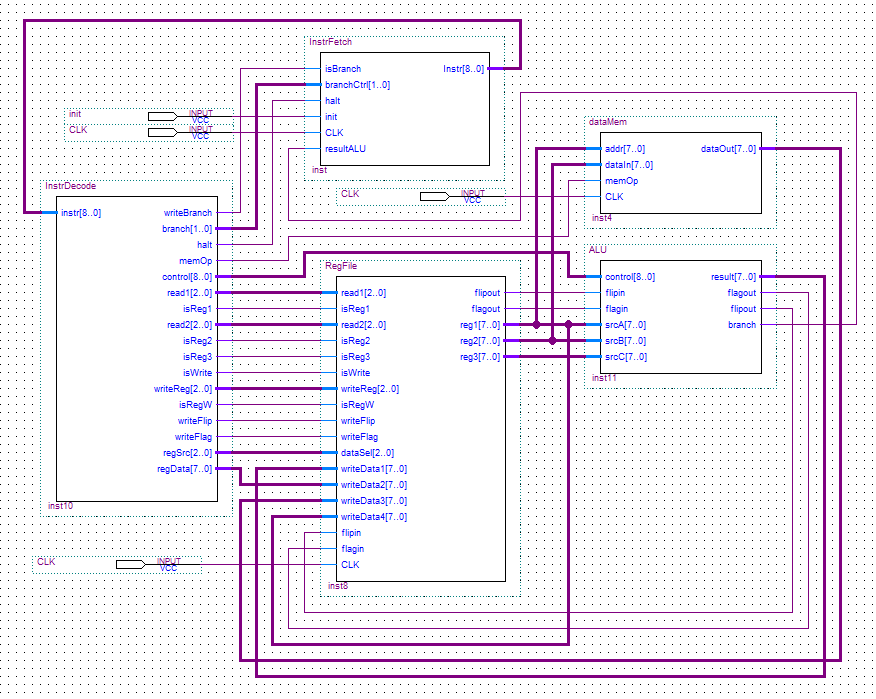 InstrFetch
isBranch
branchCtrl[1..0]
halt
init
CLK
resultALU
Instr[8..0]
inst
init
INPUT
VCC
CLK
INPUT
VCC
CLK
INPUT
VCC
dataMem
addr[7..0]
dataIn[7..0]
memOp
CLK
dataOut[7..0]
inst4
InstrDecode
instr[8..0]
writeBranch
branch[1..0]
halt
memOp
control[8..0]
read1[2..0]
isReg1
read2[2..0]
isReg2
isReg3
isWrite
writeReg[2..0]
isRegW
writeFlip
writeFlag
regSrc[2..0]
regData[7..0]
inst10
RegFile
read1[2..0]
isReg1
read2[2..0]
isReg2
isReg3
isWrite
writeReg[2..0]
isRegW
writeFlip
writeFlag
dataSel[2..0]
writeData1[7..0]
writeData2[7..0]
writeData3[7..0]
writeData4[7..0]
flipin
flagin
CLK
flipout
flagout
reg1[7..0]
reg2[7..0]
reg3[7..0]
inst8
ALU
control[8..0]
flipin
flagin
srcA[7..0]
srcB[7..0]
srcC[7..0]
result[7..0]
flagout
flipout
branch
inst11
CLK
INPUT
VCC